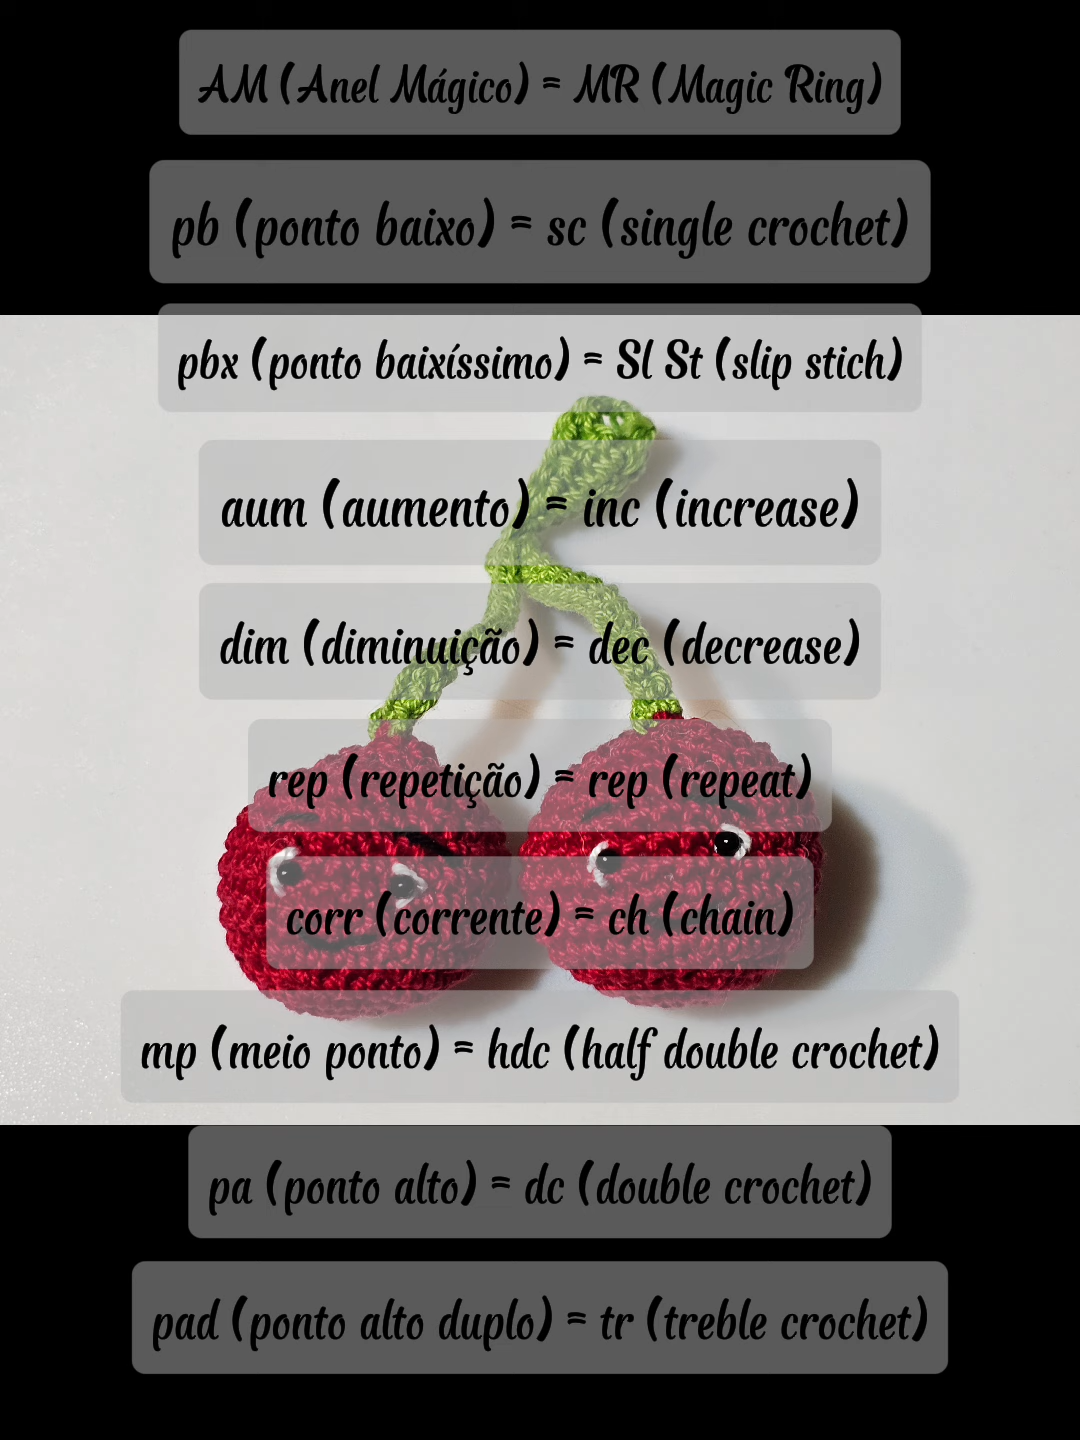 AM (Anel Mágico) = MR (Magic Ring)
pb (ponto baixo) = sc (single crochet)
pbx (ponto baixíssimo) = Sl St (slip stich)
aum (aumento) = inc (increase)
dim (diminuição) = dec (decrease)
rep (repetição) = rep (repeat)
corr (corrente) = ch (chain)
mp (meio ponto) = hdc (half double crochet)
pa (ponto alto) = dc (double crochet)
pad (ponto alto duplo) = tr (treble crochet)